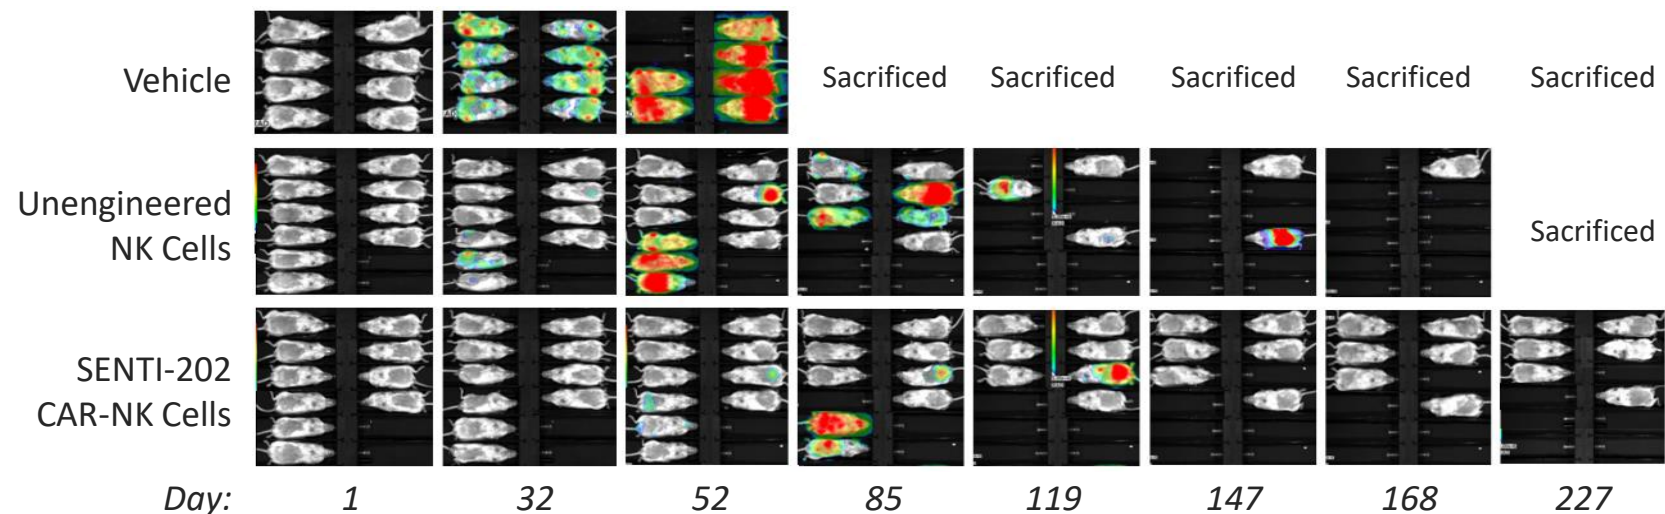 Vehicle
Sacrificed Sacrificed Sacrificed Sacrificed Sacrificed
Unengineered
NK Cells
Sacrificed
SENTI-202
CAR-NK Cells
Day: 1 32 52 85 119 147 168 227